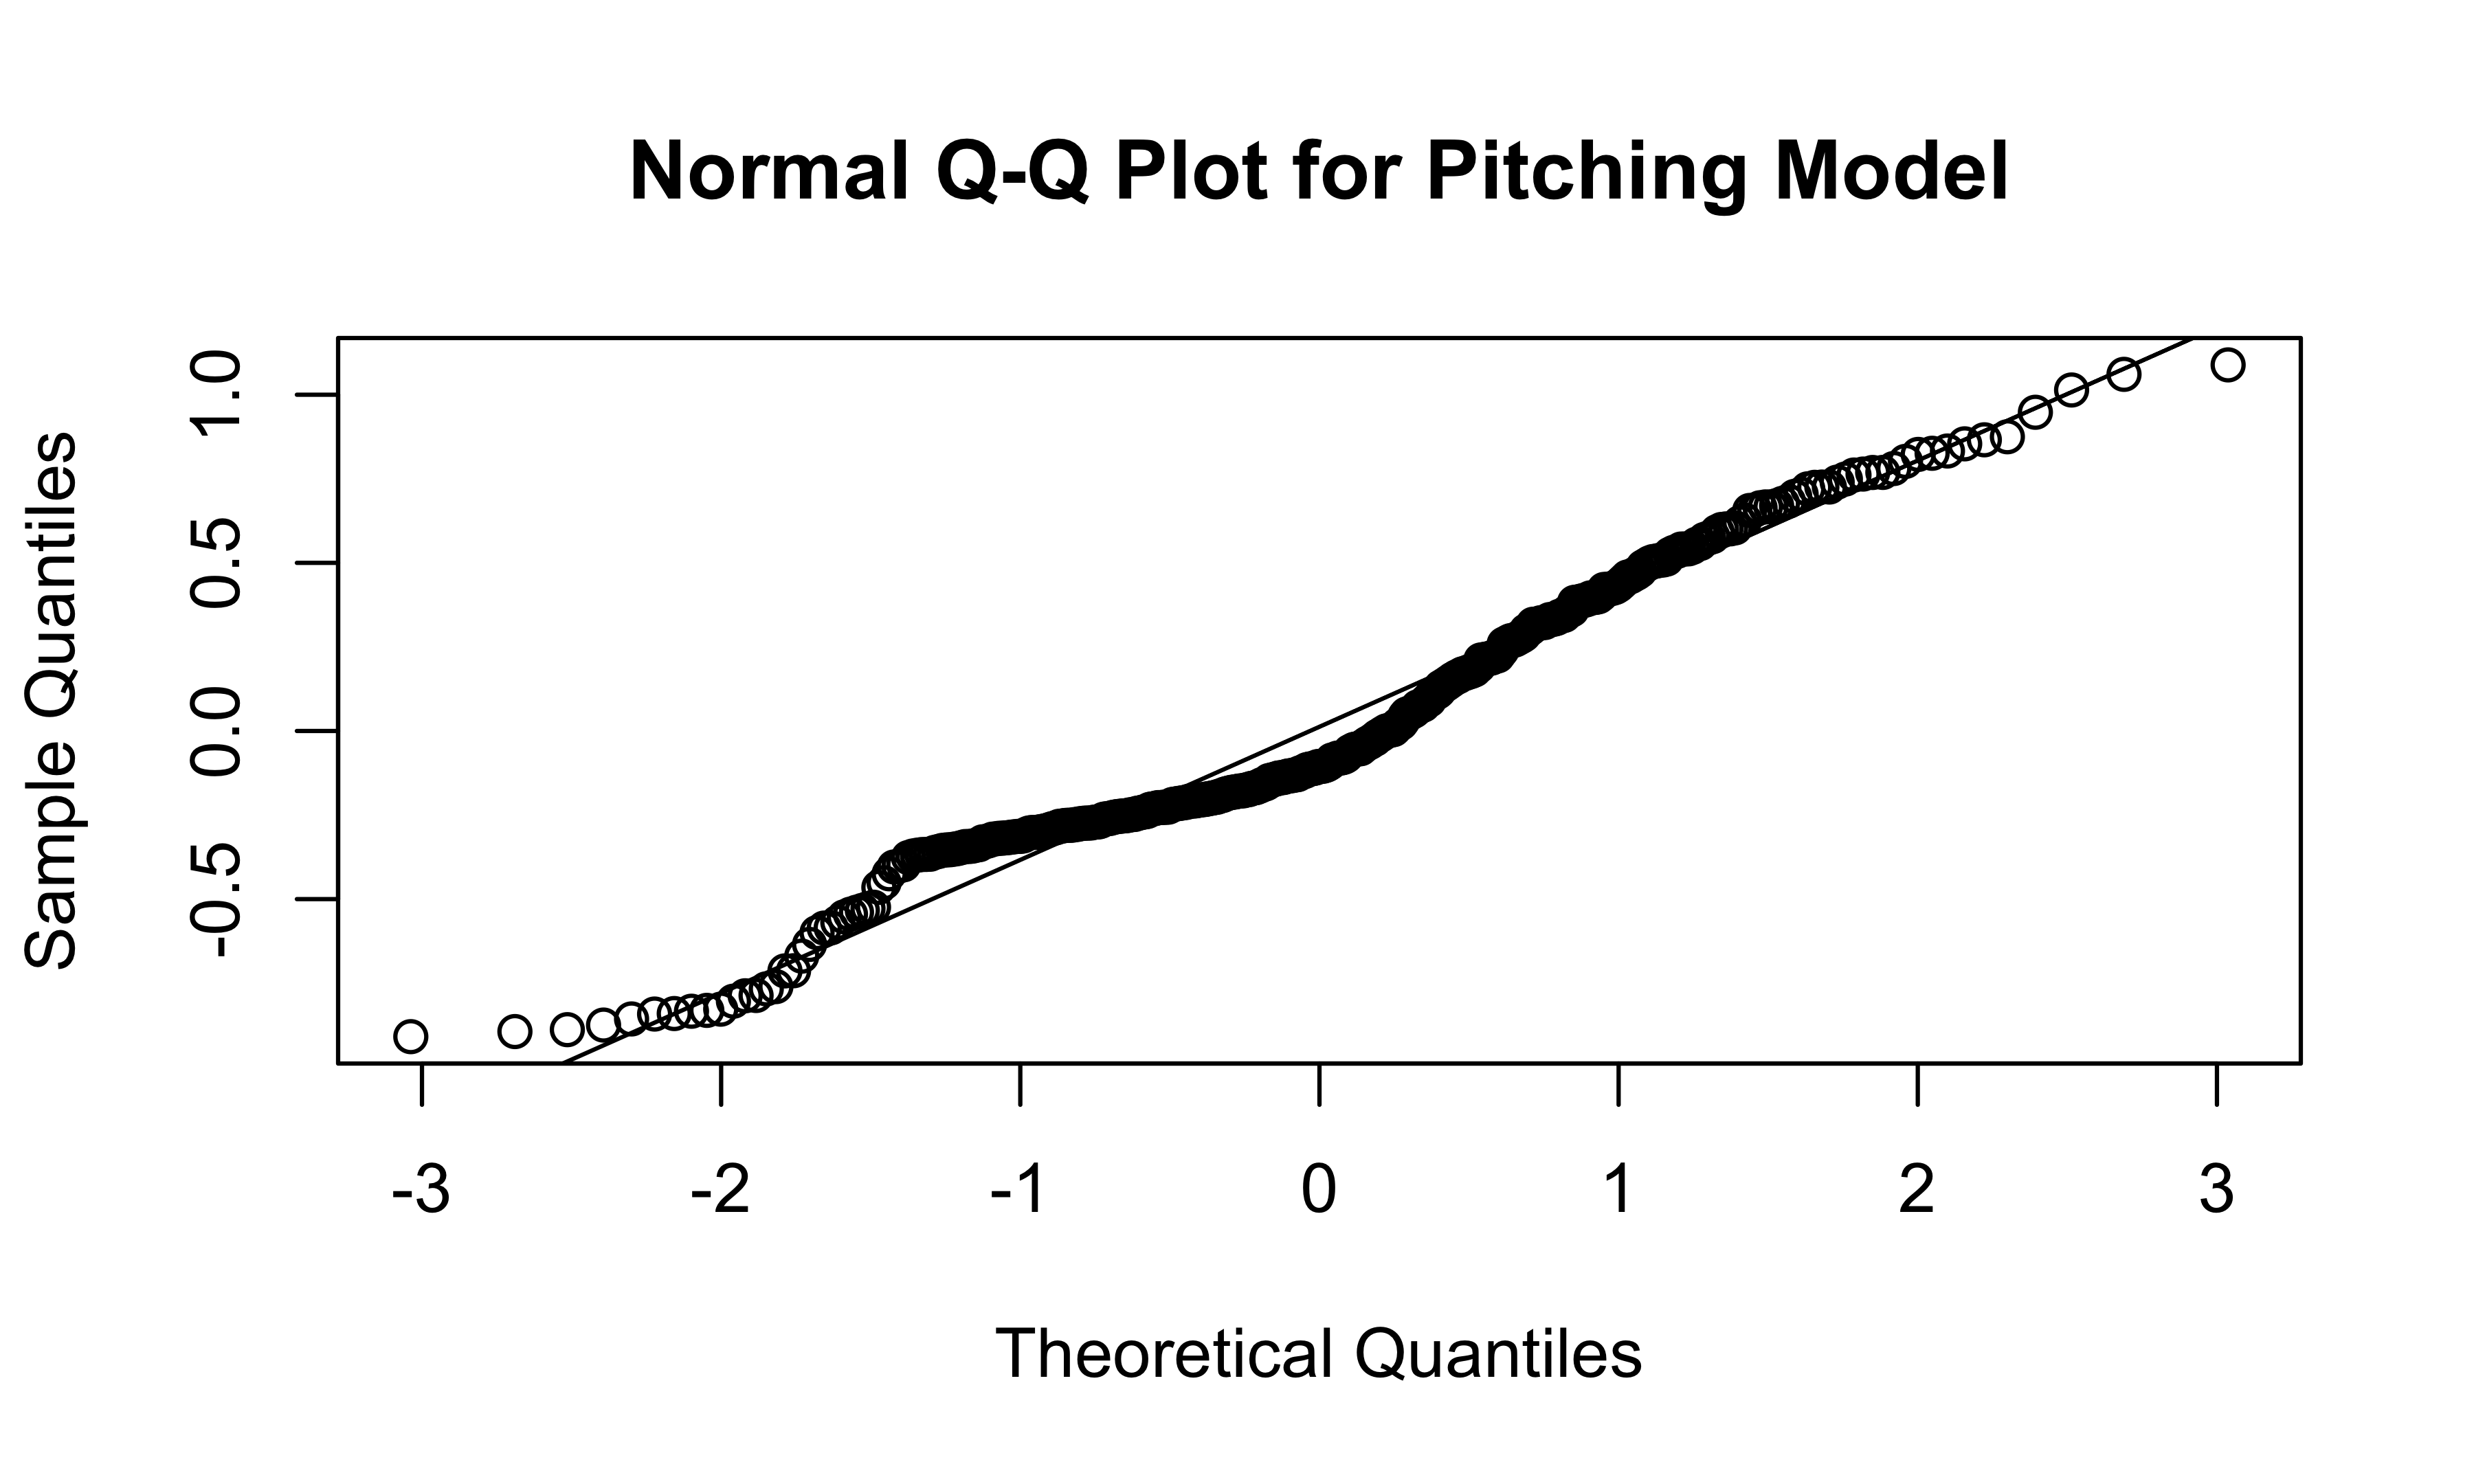 Normal Q-Q Plot for Pitching Model
Sample Quantiles
1.0
0.5
0.0
-0.5
-3 -2 -1 0 1 2 3
Theoretical Quantiles